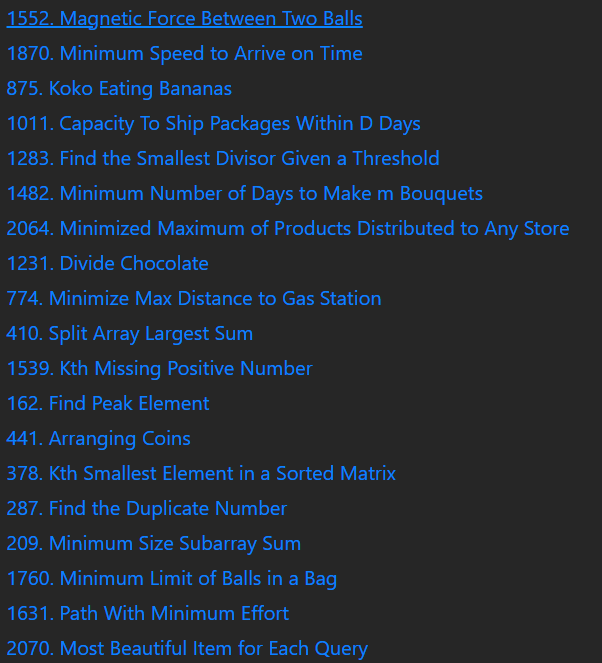 1552. Magnetic Force Between Two Balls
1870. Minimum Speed to Arrive on Time
875. Koko Eating Bananas
1011. Capacity To Ship Packages Within D Days
1283. Find the Smallest Divisor Given a Threshold
1482. Minimum Number of Days to Make m Bouquets
2064. Minimized Maximum of Products Distributed to Any Store
1231. Divide Chocolate
774. Minimize Max Distance to Gas Station
410. Split Array Largest Sum
1539. Kth Missing Positive Number
162. Find Peak Element
441. Arranging Coins
378. Kth Smallest Element in a Sorted Matrix
287. Find the Duplicate Number
209. Minimum Size Subarray Sum
1760. Minimum Limit of Balls in a Bag
1631. Path With Minimum Effort
2070. Most Beautiful Item for Each Query